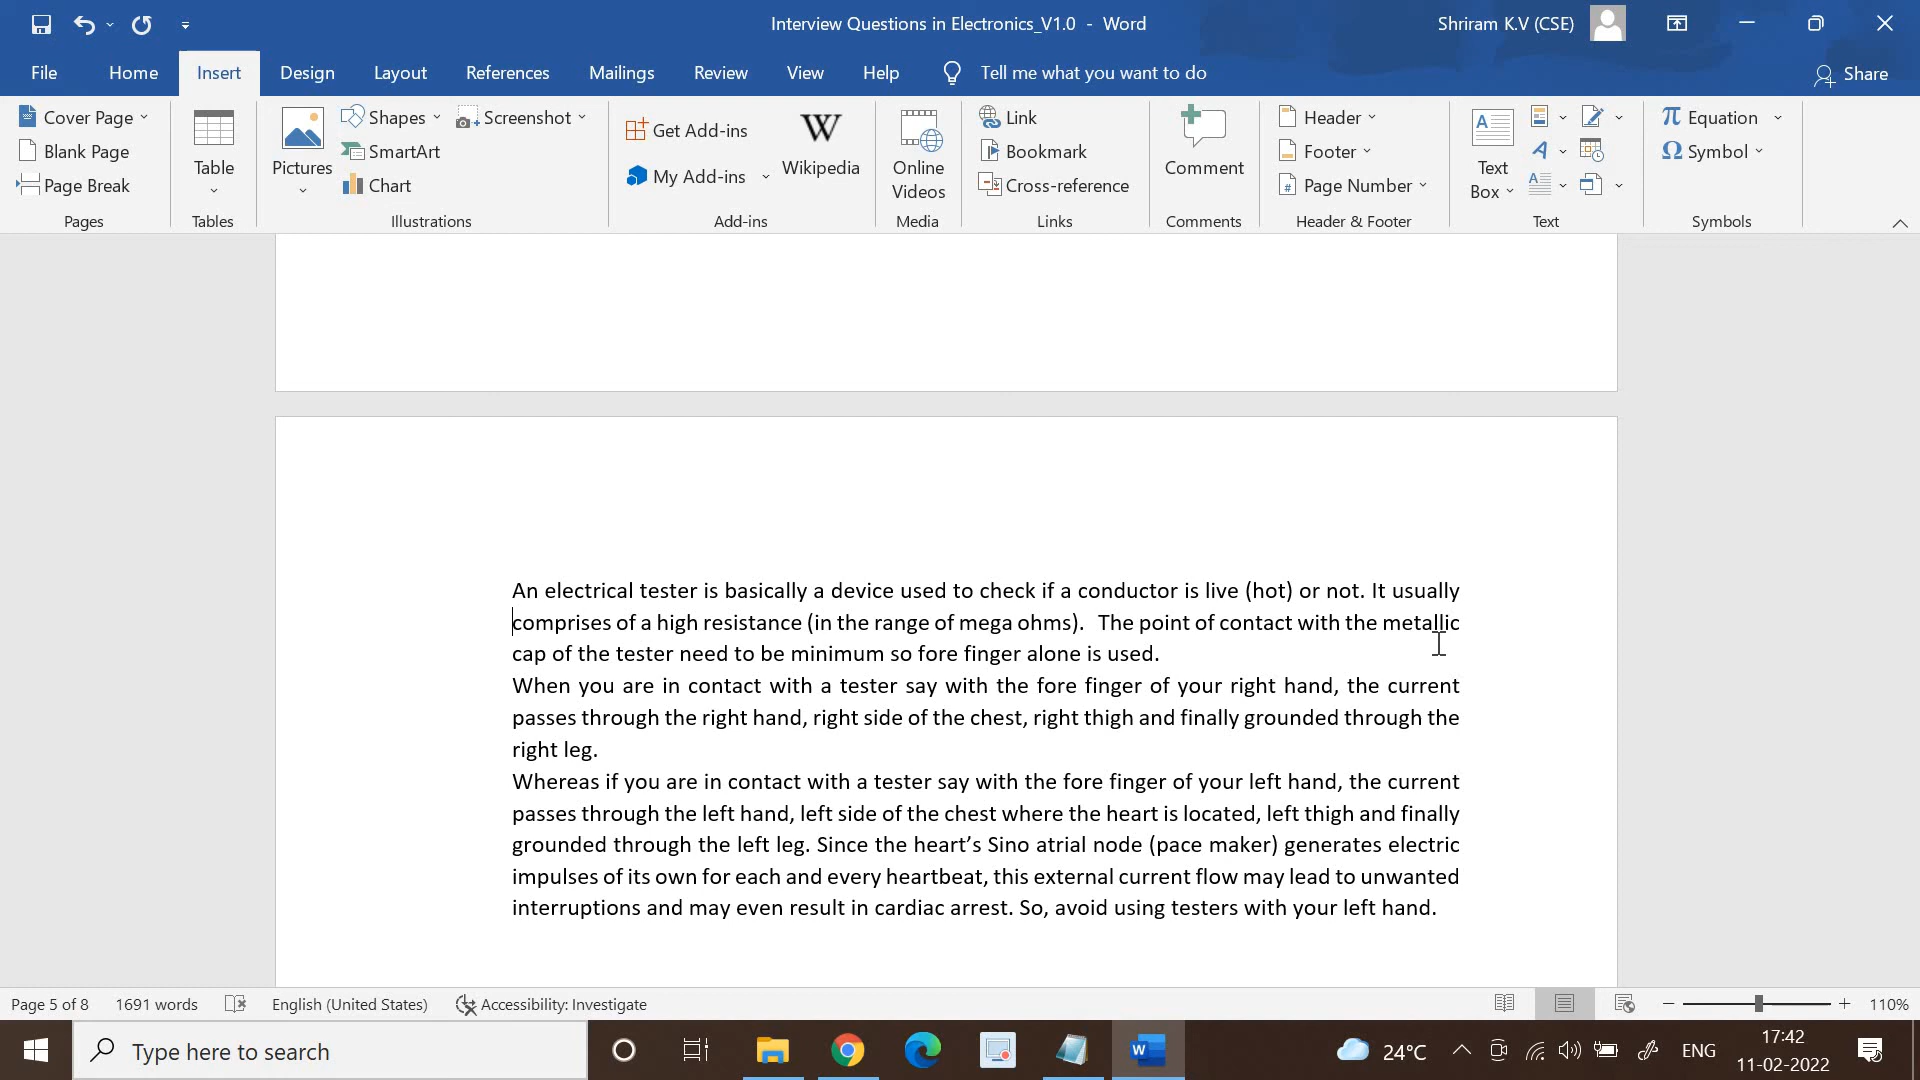 Interview Questions in Electronics_V1.0 - Word
Shriram K.V (CSE)
File Home Insert Design Layout References Mailings Review View Help Tell me what you want to do Share
Cover Page
Blank Page
Page Break
Pages
Table
Tables
Pictures
Shapes
SmartArt
Chart
Screenshot
Illustrations
Get Add-ins
My Add-ins
W
Wikipedia
Add-ins
Online
Videos
Media
Link
Bookmark
Cross-reference
Links
Comment
Comments
Header
Footer
Page Number
Header & Footer
Text
Box
Text
Equation
Symbol
Symbols
An electrical tester is basically a device used to check if a conductor is live (hot) or not. It usually
comprises of a high resistance (in the range of mega ohms). The point of contact with the metallic
cap of the tester need to be minimum so fore finger alone is used.
When you are in contact with a tester say with the fore finger of your right hand, the current
passes through the right hand, right side of the chest, right thigh and finally grounded through the
right leg.
Whereas if you are in contact with a tester say with the fore finger of your left hand, the current
passes through the left hand, left side of the chest where the heart is located, left thigh and finally
grounded through the left leg. Since the heart’s Sino atrial node (pace maker) generates electric
impulses of its own for each and every heartbeat, this external current flow may lead to unwanted
interruptions and may even result in cardiac arrest. So, avoid using testers with your left hand.
Page 5 of 8 1691 words English (United States) Accessibility: Investigate 110%
Type here to search
24°C
ENG
17:42
11-02-2022